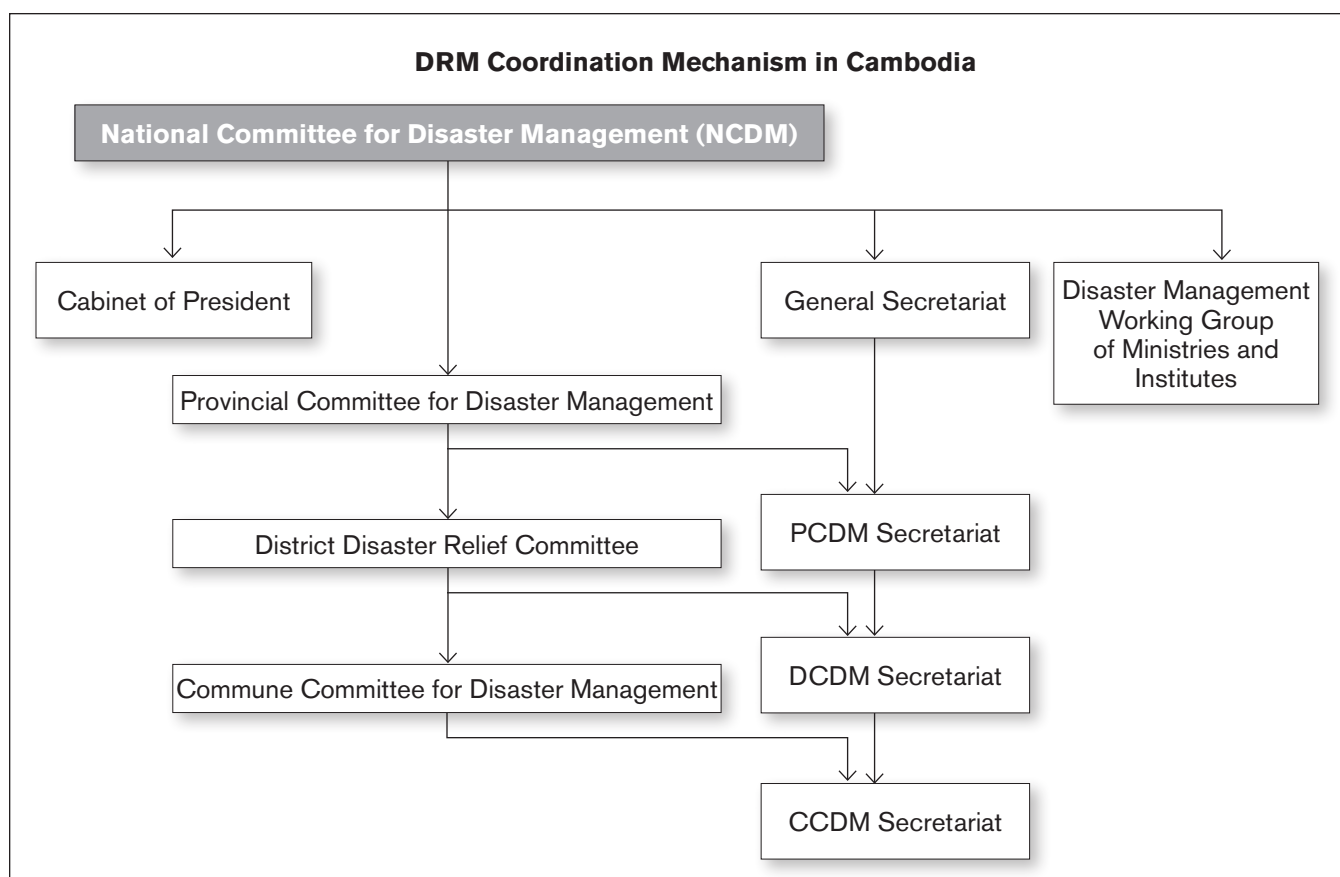 DRM Coordination Mechanism in Cambodia
National Committee for Disaster Management (NCDM)
Cabinet of President
General Secretariat
Disaster Management
Working Group
of Ministries and
Institutes
Provincial Committee for Disaster Management
PCDM Secretariat
District Disaster Relief Committee
DCDM Secretariat
Commune Committee for Disaster Management
CCDM Secretariat